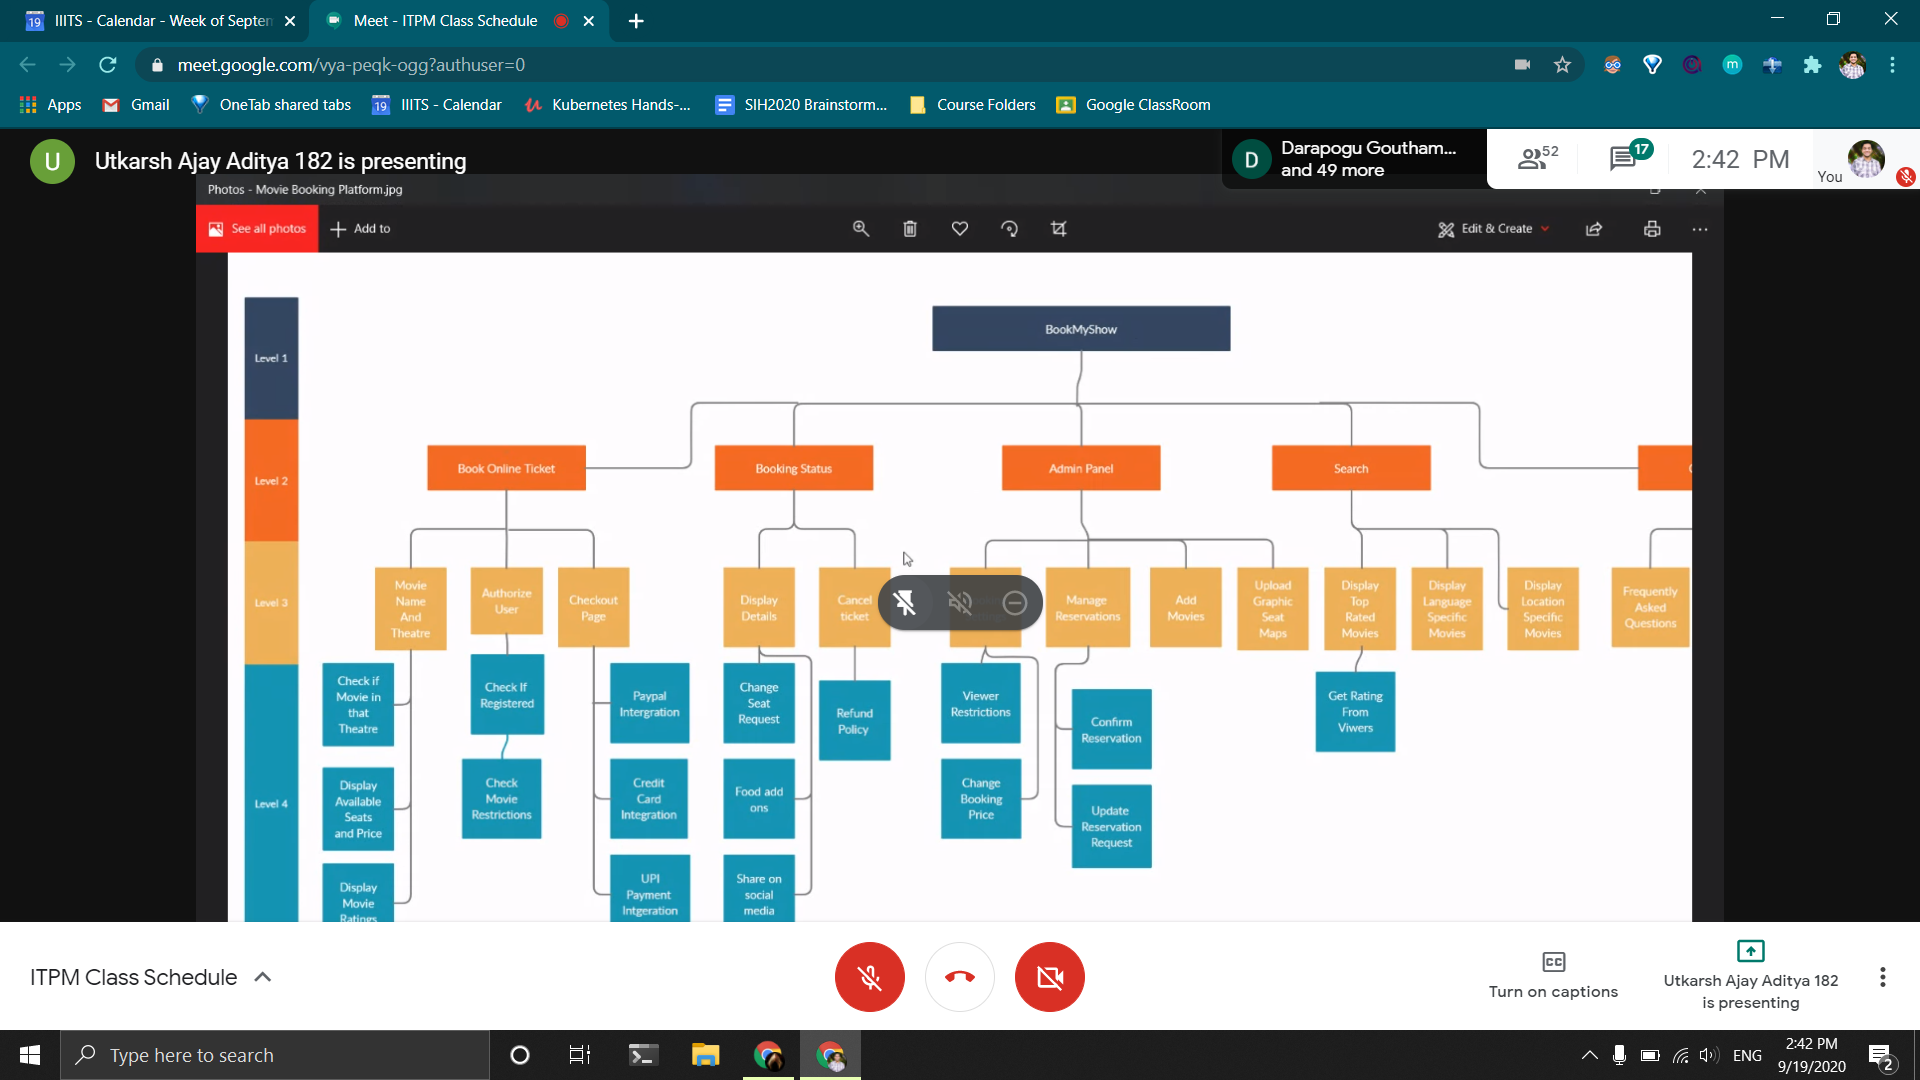 IIITS - Calendar - Week of Septen
Meet - ITPM Class Schedule
meet.google.com/vya-peqk-ogg?authuser=0
Apps
Gmail
OneTab shared tabs
19
IIITS - Calendar
Kubernetes Hands-...
SIH2020 Brainstorm...
Course Folders
Google ClassRoom
U
Utkarsh Ajay Aditya 182 is presenting
D
Darapogu Goutham...
and 49 more
52
17
2:42 PM
You
Photos - Movie Booking Platform.jpg
See all photos
Add to
Edit & Create
Level 1
BookMyShow
Level 2
Book Online Ticket
Booking Status
Admin Panel
Search
Level 3
Movie
Name
And
Theatre
Authorize
User
Checkout
Page
Display
Details
Cancel
ticket
Manage
Reservations
Add
Movies
Upload
Graphic
Seat
Maps
Display
Top
Rated
Movies
Display
Language
Specific
Movies
Display
Location
Specific
Movies
Frequently
Asked
Questions
Level 4
Check if
Movie in
that
Theatre
Check If
Registered
Paypal
Intergration
Change
Seat
Request
Refund
Policy
Viewer
Restrictions
Confirm
Reservation
Get Rating
From
Viwers
Display
Available
Seats
and Price
Check
Movie
Restrictions
Credit
Card
Integration
Food add
ons
Change
Booking
Price
Update
Reservation
Request
Display
Movie
Ratings
UPI
Payment
Intgeration
Share on
social
media
ITPM Class Schedule
Turn on captions
Utkarsh Ajay Aditya 182
is presenting
Type here to search
ENG
2:42 PM
9/19/2020
2